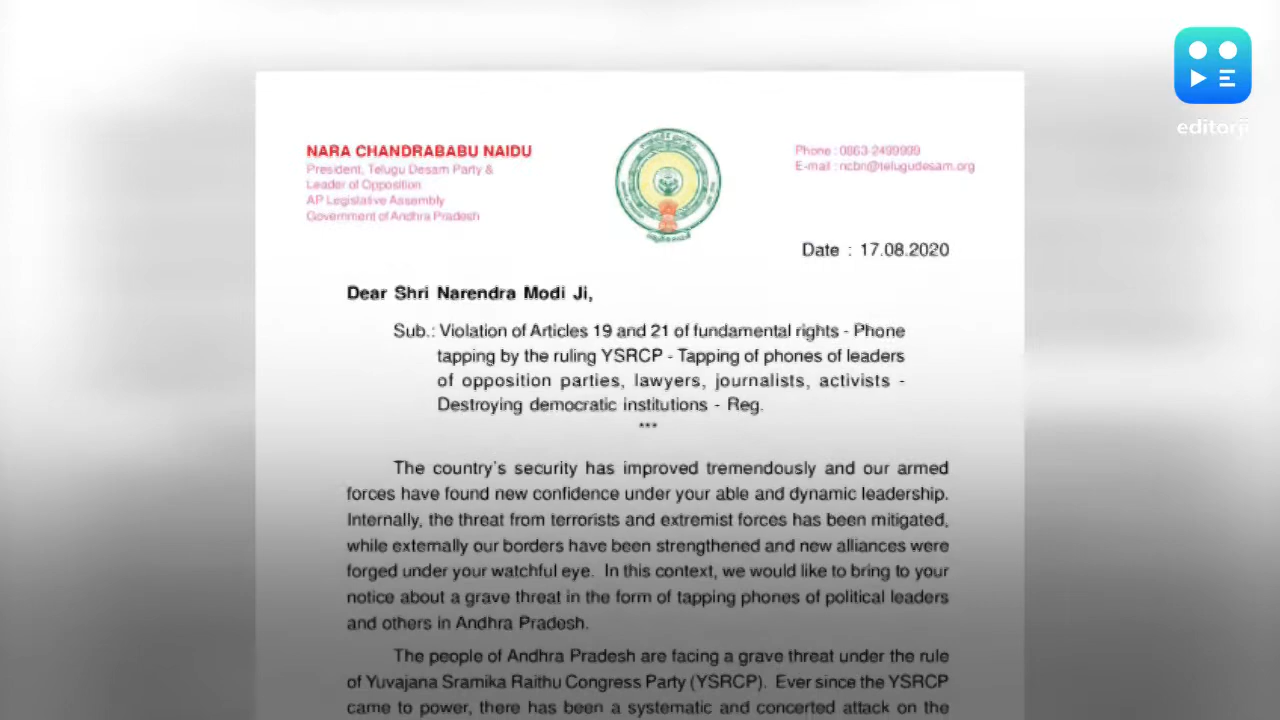 editorji
NARA CHANDRABABU NAIDU
President, Telugu Desam Party &
Leader of Opposition
AP Legislative Assembly
Government of Andhra Pradesh
Phone : 0863-2499999
E-mail : ncbn@telugudesam.org
Date : 17.08.2020
Dear Shri Narendra Modi Ji,
Sub.: Violation of Articles 19 and 21 of fundamental rights - Phone
tapping by the ruling YSRCP - Tapping of phones of leaders
of opposition parties, lawyers, journalists, activists -
Destroying democratic institutions - Reg.
***
The country's security has improved tremendously and our armed
forces have found new confidence under your able and dynamic leadership.
Internally, the threat from terrorists and extremist forces has been mitigated,
while externally our borders have been strengthened and new alliances were
forged under your watchful eye. In this context, we would like to bring to your
notice about a grave threat in the form of tapping phones of political leaders
and others in Andhra Pradesh.
The people of Andhra Pradesh are facing a grave threat under the rule
of Yuvajana Sramika Raithu Congress Party (YSRCP). Ever since the YSRCP
came to power, there has been a systematic and concerted attack on the